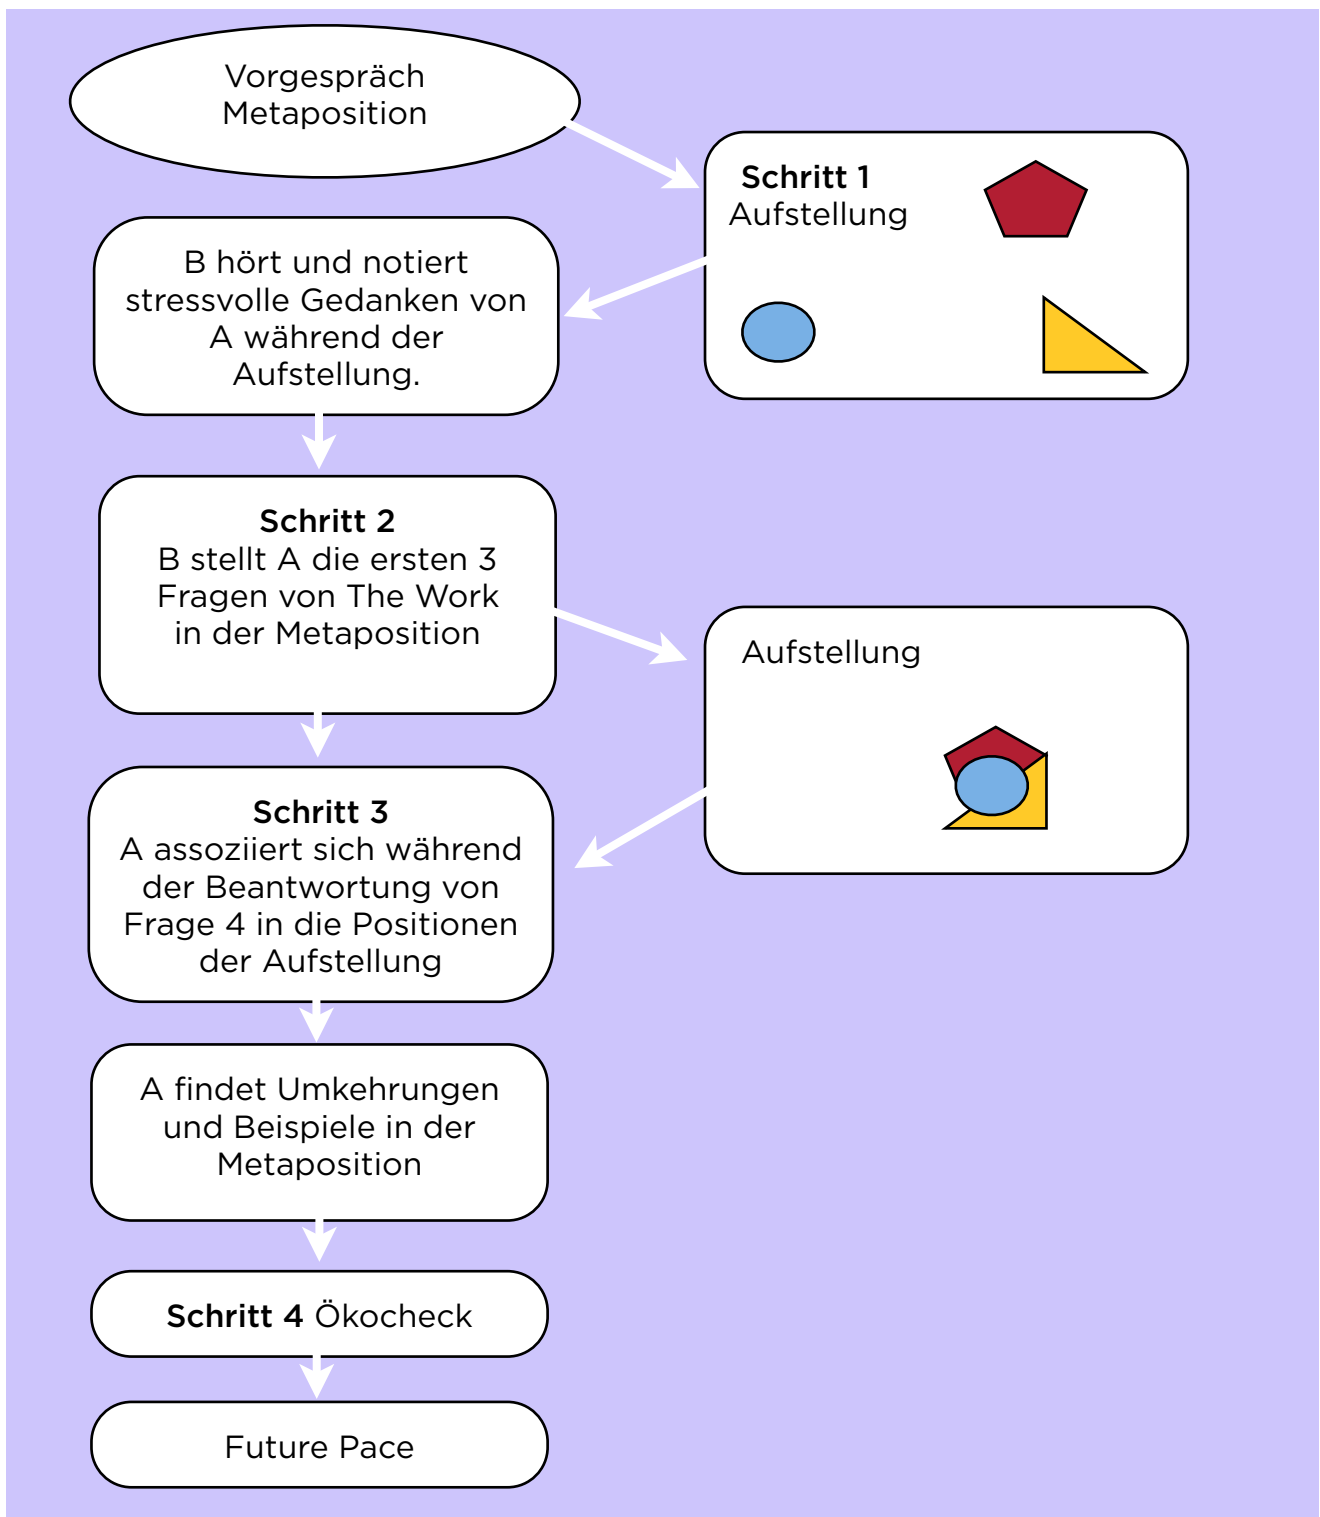 Vorgespräch
Metaposition
Schritt 1
Aufstellung
B hört und notiert
stressvolle Gedanken von
A während der
Aufstellung.
Schritt 2
B stellt A die ersten 3
Fragen von The Work
in der Metaposition
Aufstellung
Schritt 3
A assoziiert sich während
der Beantwortung von
Frage 4 in die Positionen
der Aufstellung
A findet Umkehrungen
und Beispiele in der
Metaposition
Schritt 4 Ökocheck
Future Pace